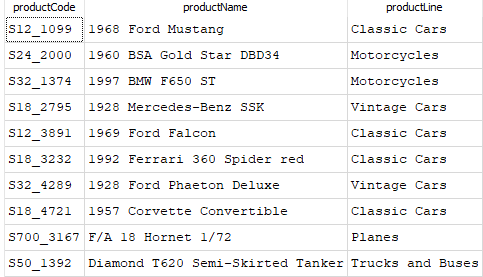 productCode productName productLine
S12_1099 1968 Ford Mustang Classic Cars
S24_2000 1960 BSA Gold Star DBD34 Motorcycles
S32_1374 1997 BMW F650 ST Motorcycles
S18_2795 1928 Mercedes-Benz SSK Vintage Cars
S12_3891 1969 Ford Falcon Classic Cars
S18_3232 1992 Ferrari 360 Spider red Classic Cars
S32_4289 1928 Ford Phaeton Deluxe Vintage Cars
S18_4721 1957 Corvette Convertible Classic Cars
S700_3167 F/A 18 Hornet 1/72 Planes
S50_1392 Diamond T620 Semi-Skirted Tanker Trucks and Buses